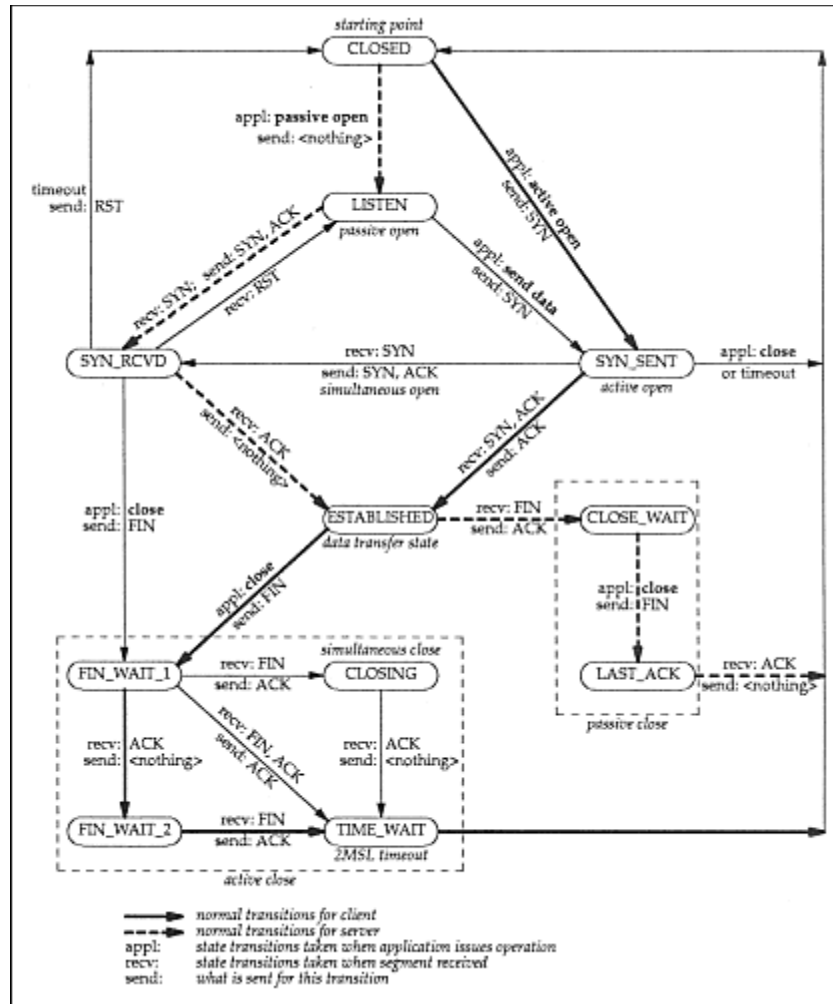 starting point
CLOSED
appl: passive open
send: <nothing>
appl: active open
send: SYN
timeout
send: RST
LISTEN
passive open
recv: SYN; send: SYN, ACK
recv: RST
appl: send data
send: SYN
SYN_RCVD
recv: SYN
send: SYN, ACK
simultaneous open
SYN_SENT
active open
appl: close
or timeout
recv: ACK
send: <nothing>
recv: SYN, ACK
send: ACK
appl: close
send: FIN
ESTABLISHED
data transfer state
recv: FIN
send: ACK
CLOSE_WAIT
appl: close
send: FIN
appl: close
send: FIN
LAST_ACK
recv: ACK
send: <nothing>
passive close
simultaneous close
FIN_WAIT_1
recv: FIN
send: ACK
CLOSING
recv: ACK
send: <nothing>
recv: FIN, ACK
send: ACK
recv: ACK
send: <nothing>
FIN_WAIT_2
recv: FIN
send: ACK
TIME_WAIT
2MSL timeout
active close
normal transitions for client
normal transitions for server
appl: state transitions taken when application issues operation
recv: state transitions taken when segment received
send: what is sent for this transition